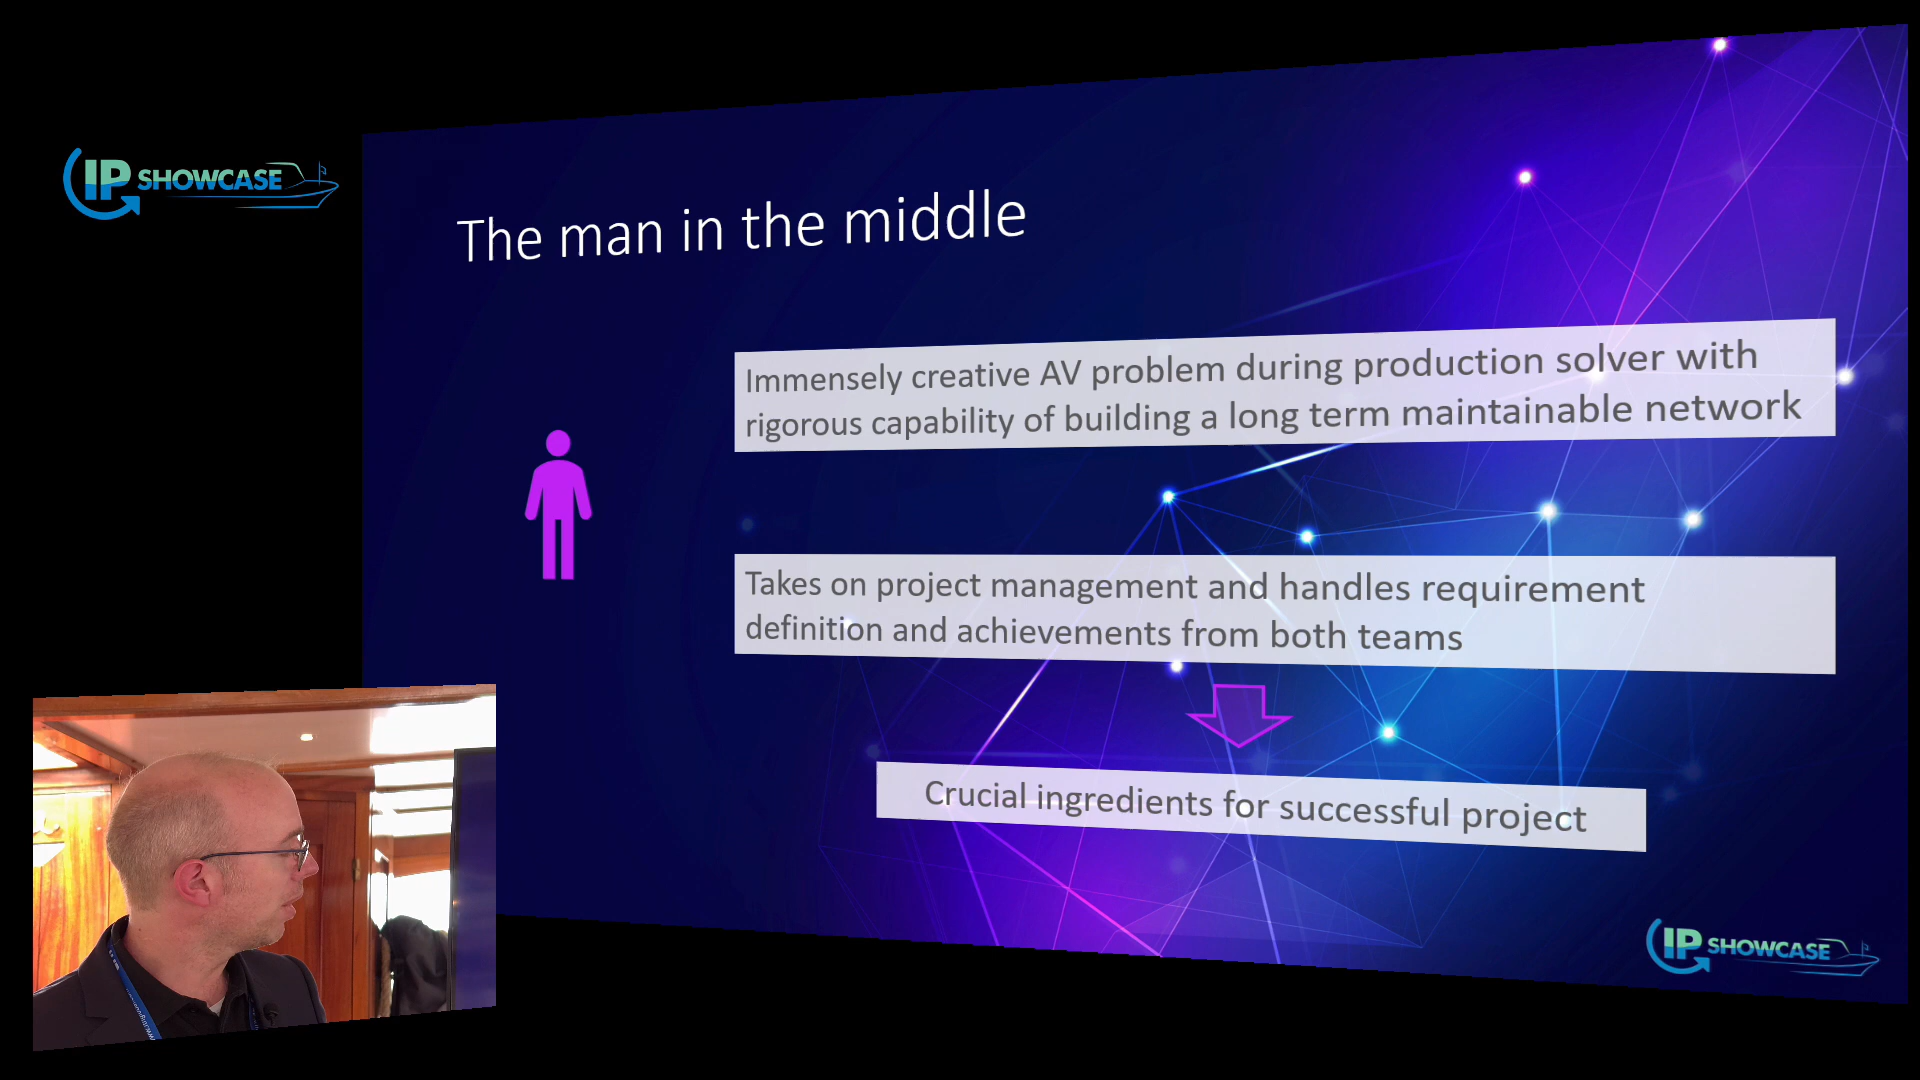 IP SHOWCASE
The man in the middle
Immensely creative AV problem during production solver with
rigorous capability of building a long term maintainable network
Takes on project management and handles requirement
definition and achievements from both teams
Crucial ingredients for successful project
IP SHOWCASE